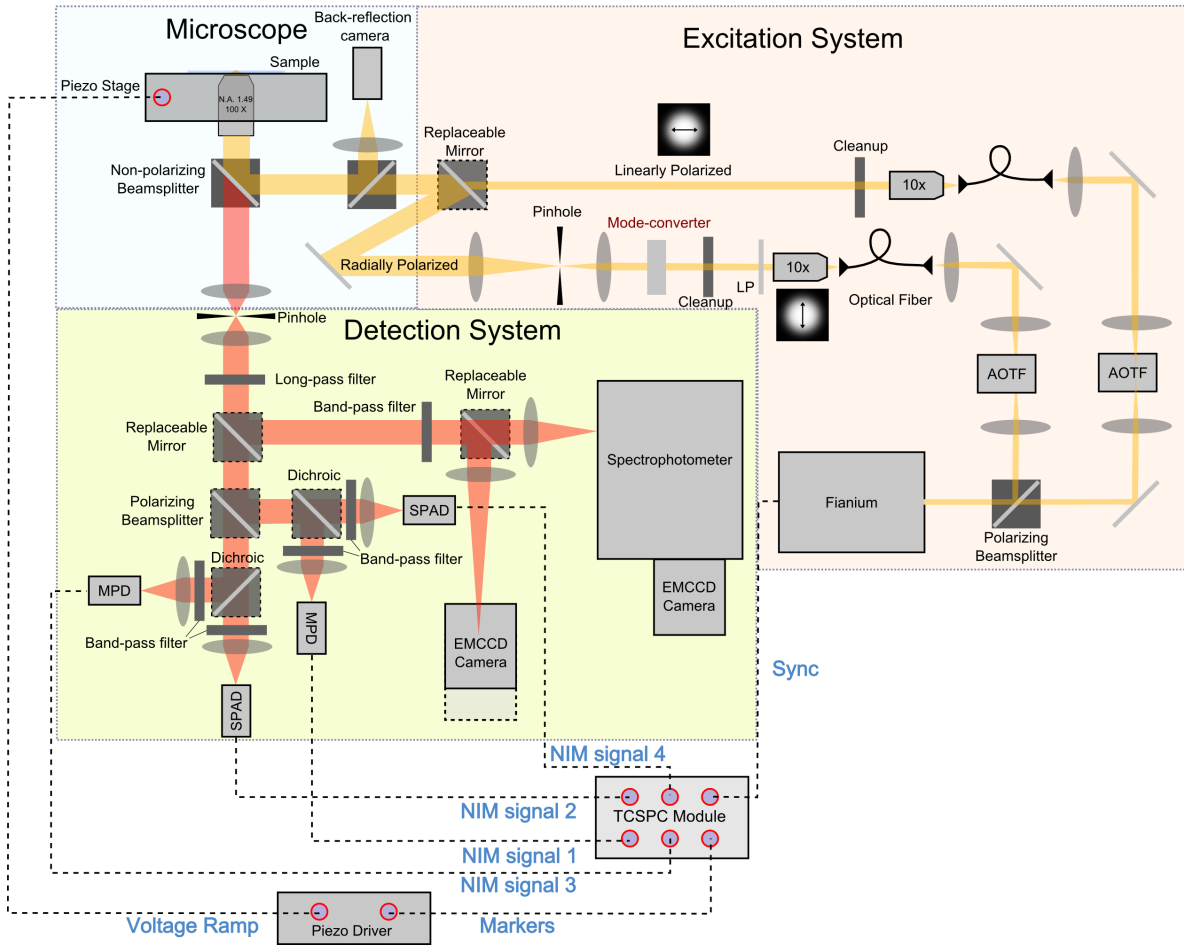 Microscope
Back-reflection
camera
Excitation System
Sample
Piezo Stage
N.A. 1.49
100 X
Replaceable
Mirror
Linearly Polarized
Cleanup
10x
Non-polarizing
Beamsplitter
Pinhole
Mode-converter
Radially Polarized
Cleanup
LP
10x
Optical Fiber
Pinhole
Detection System
AOTF
AOTF
Long-pass filter
Replaceable
Mirror
Band-pass filter
Replaceable
Mirror
Spectrophotometer
Fianium
Dichroic
Polarizing
Beamsplitter
SPAD
Polarizing
Beamsplitter
Band-pass filter
Dichroic
MPD
EMCCD
Camera
MPD
Band-pass filter
EMCCD
Camera
SPAD
Sync
NIM signal 4
NIM signal 2
TCSPC Module
NIM signal 1
NIM signal 3
Voltage Ramp
Piezo Driver
Markers